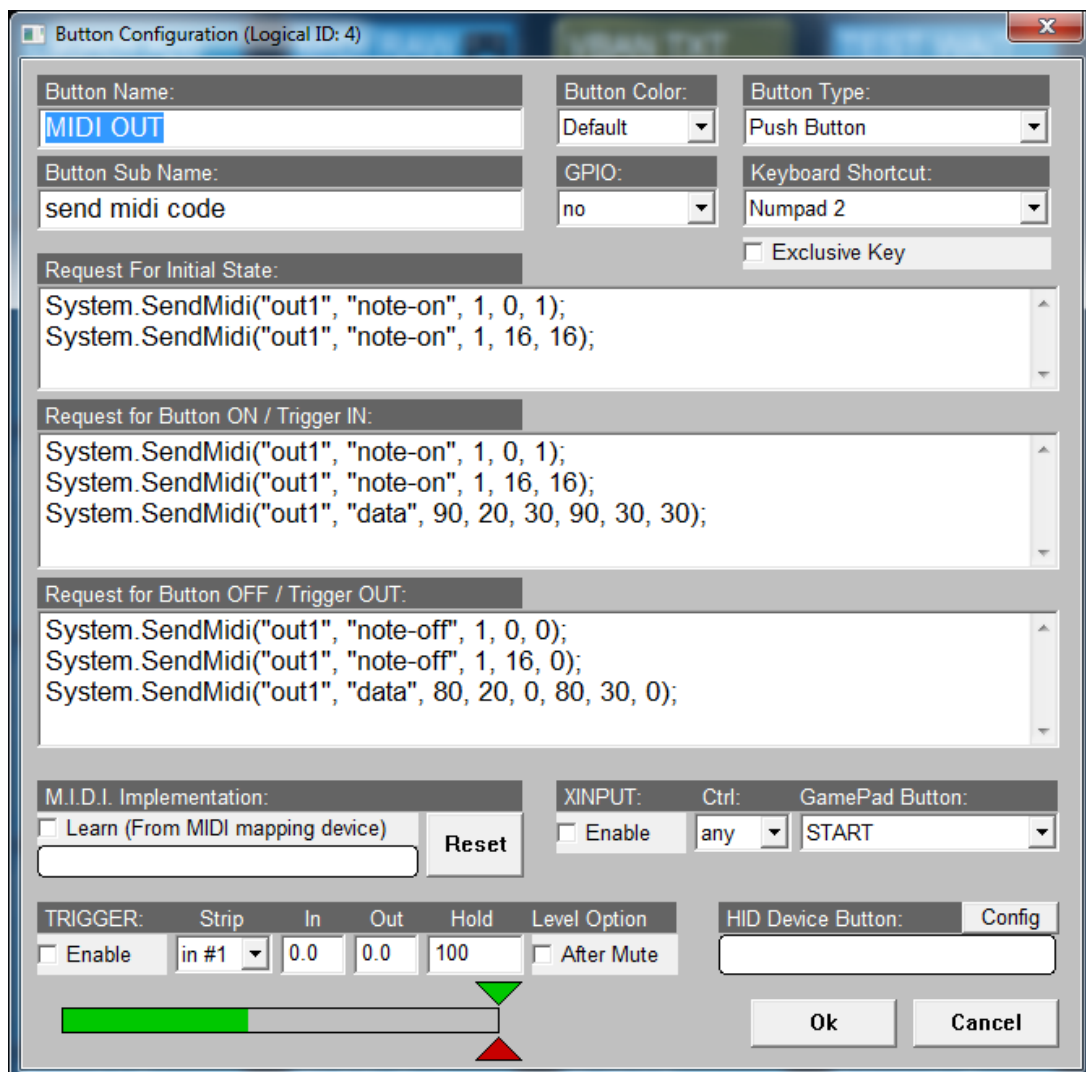 Button Configuration (Logical ID: 4)
VBAN TXT
Button Name:
Button Color:
Button Type:
MIDI OUT
Default
Push Button
Button Sub Name:
GPIO:
Keyboard Shortcut:
send midi code
no
Numpad 2
Exclusive Key
Request For Initial State:
System.SendMidi("out1", "note-on", 1, 0, 1);
System.SendMidi("out1", "note-on", 1, 16, 16);
Request for Button ON / Trigger IN:
System.SendMidi("out1", "note-on", 1, 0, 1);
System.SendMidi("out1", "note-on", 1, 16, 16);
System.SendMidi("out1", "data", 90, 20, 30, 90, 30, 30);
Request for Button OFF / Trigger OUT:
System.SendMidi("out1", "note-off", 1, 0, 0);
System.SendMidi("out1", "note-off", 1, 16, 0);
System.SendMidi("out1", "data", 80, 20, 0, 80, 30, 0);
M.I.D.I. Implementation:
Learn (From MIDI mapping device)
Reset
XINPUT:
Ctrl:
GamePad Button:
Enable
any
START
TRIGGER:
Strip
In
Out
Hold
Level Option
Enable
in #1
0.0
0.0
100
After Mute
HID Device Button:
Config
Ok
Cancel